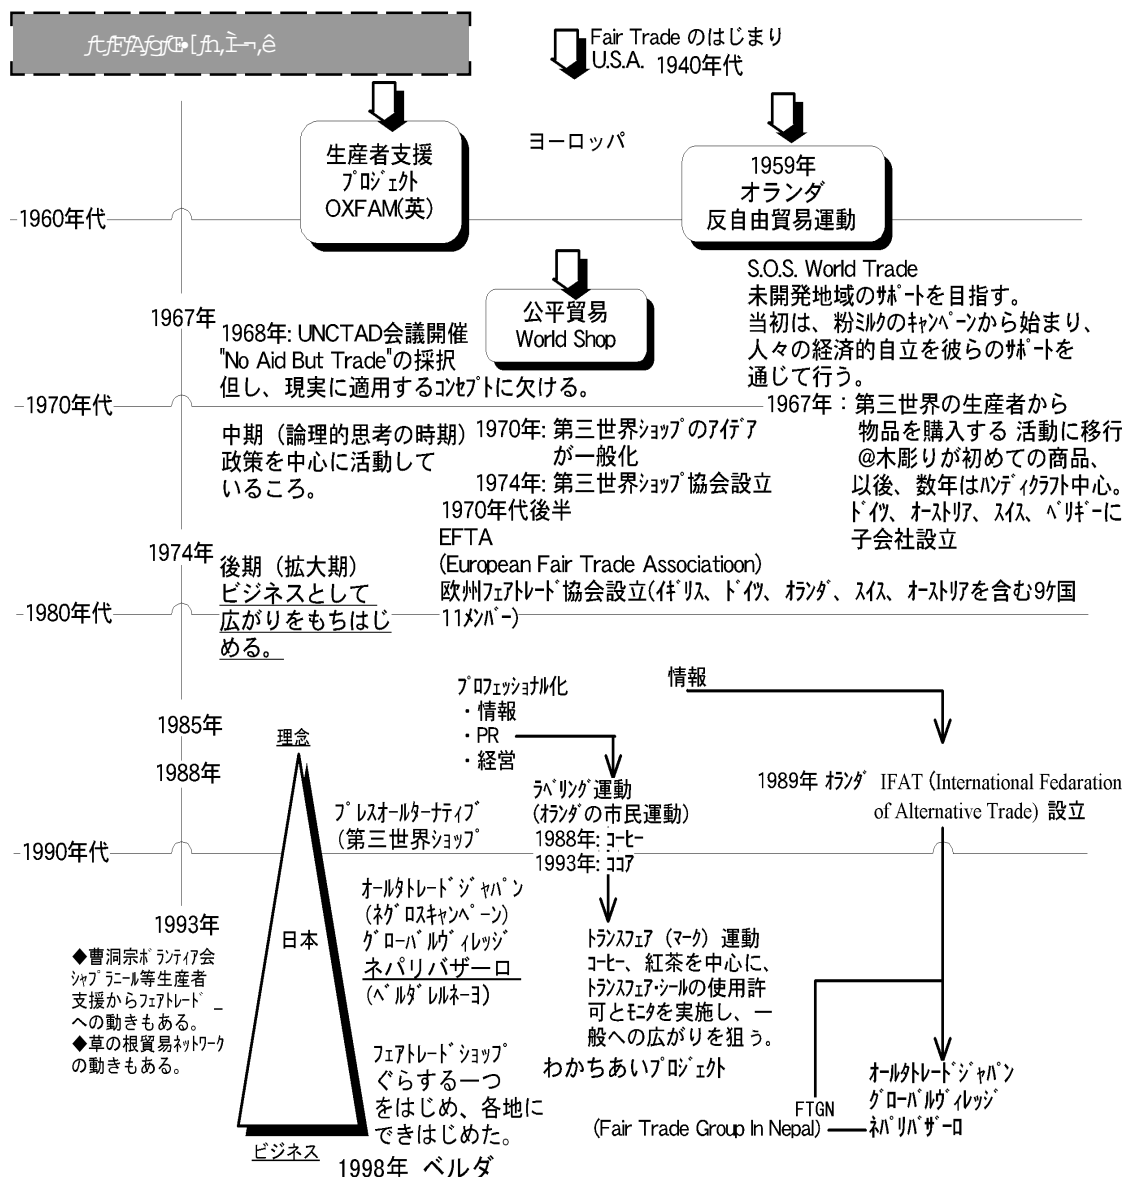 Fair Trade のはじまり
U.S.A. 1940年代
ヨーロッパ
生産者支援
プロジェクト
OXFAM(英)
1959年
オランダ
反自由貿易運動
1960年代
S.O.S. World Trade
未開発地域のサポートを目指す。
当初は、粉ミルクのキャンペーンから始まり、
人々の経済的自立を彼らのサポートを
通じて行う。
公平貿易
World Shop
1967年
1968年: UNCTAD会議開催
"No Aid But Trade"の採択
但し、現実に適用するコンセプトに欠ける。
1970年代
1967年：第三世界の生産者から
物品を購入する 活動に移行
@木彫りが初めての商品、
以後、数年はハンディクラフト中心。
ドイツ、オーストリア、スイス、ベリギーに
子会社設立
中期（論理的思考の時期）
政策を中心に活動して
いるころ。
1970年: 第三世界ショップのアイデア
が一般化
1974年: 第三世界ショップ協会設立
1970年代後半
EFTA
(European Fair Trade Associatioon)
欧州フェアトレード協会設立(イギリス、ドイツ、オランダ、スイス、オーストリアを含む9ケ国
11メンバー)
1974年
後期（拡大期）
ビジネスとして
広がりをもちはじ
める。
1980年代
プロフェッショナル化
・情報
・PR
・経営
情報
1985年
1988年
理念
ラベリング運動
(オランダの市民運動)
1988年: コーヒー
1993年: ココア
1989年 オランダ IFAT (International Fedaration
of Alternative Trade) 設立
プレスオールターナティブ
(第三世界ショップ
1990年代
オールタトレードジャパン
(ネグロスキャンペーン)
グローバルヴィレッジ
ネパリバザーロ
(ベルダレルネーヨ)
日本
1993年
◆曹洞宗ボランティア会
シャプラニール等生産者
支援からフェアトレード
への動きもある。
◆草の根貿易ネットワーク
の動きもある。
トランスフェア（マーク）運動
コーヒー、紅茶を中心に、
トランスフェア・シールの使用許
可とモニタを実施し、一
般への広がりを狙う。
わかちあいプロジェクト
フェアトレードショップ
ぐらする一つ
をはじめ、各地に
できはじめた。
オールタトレードジャパン
グローバルヴィレッジ
ネパリバザーロ
FTGN
(Fair Trade Group In Nepal)
ビジネス
1998年 ベルダ